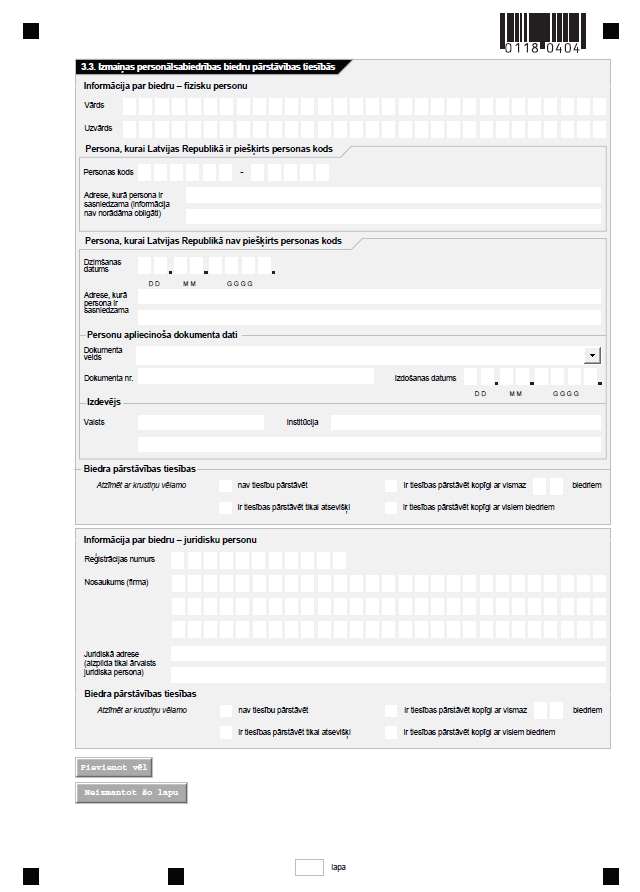 0118 0404
3.3. Izmaiņas personālsabiedrības biedru pārstāvības tiesībās
Informācija par biedru – fizisku personu
Vārds
Uzvārds
Persona, kurai Latvijas Republikā ir piešķirts personas kods
Personas kods -
Adrese, kurā persona ir
sasniedzama (informācija
nav norādāma obligāti)
Persona, kurai Latvijas Republikā nav piešķirts personas kods
Dzimšanas
datums . . .
DD MM GGGG
Adrese, kurā
persona ir
sasniedzama
Personu apliecinoša dokumenta dati
Dokumenta
veids
Dokumenta nr. Izdošanas datums . . .
DD MM GGGG
Izdevējs
Valsts Institūcija
Biedra pārstāvības tiesības
Atzīmēt ar krustiņu vēlamo nav tiesību pārstāvēt ir tiesības pārstāvēt kopīgi ar vismaz biedriem
ir tiesības pārstāvēt tikai atsevišķi ir tiesības pārstāvēt kopīgi ar visiem biedriem
Informācija par biedru – juridisku personu
Reģistrācijas numurs
Nosaukums (firma)
Juridiskā adrese
(aizpilda tikai ārvalsts
juridiska persona)
Biedra pārstāvības tiesības
Atzīmēt ar krustiņu vēlamo nav tiesību pārstāvēt ir tiesības pārstāvēt kopīgi ar vismaz biedriem
ir tiesības pārstāvēt tikai atsevišķi ir tiesības pārstāvēt kopīgi ar visiem biedriem
Pievienot vēl
Neizmantot šo lapu
lapa